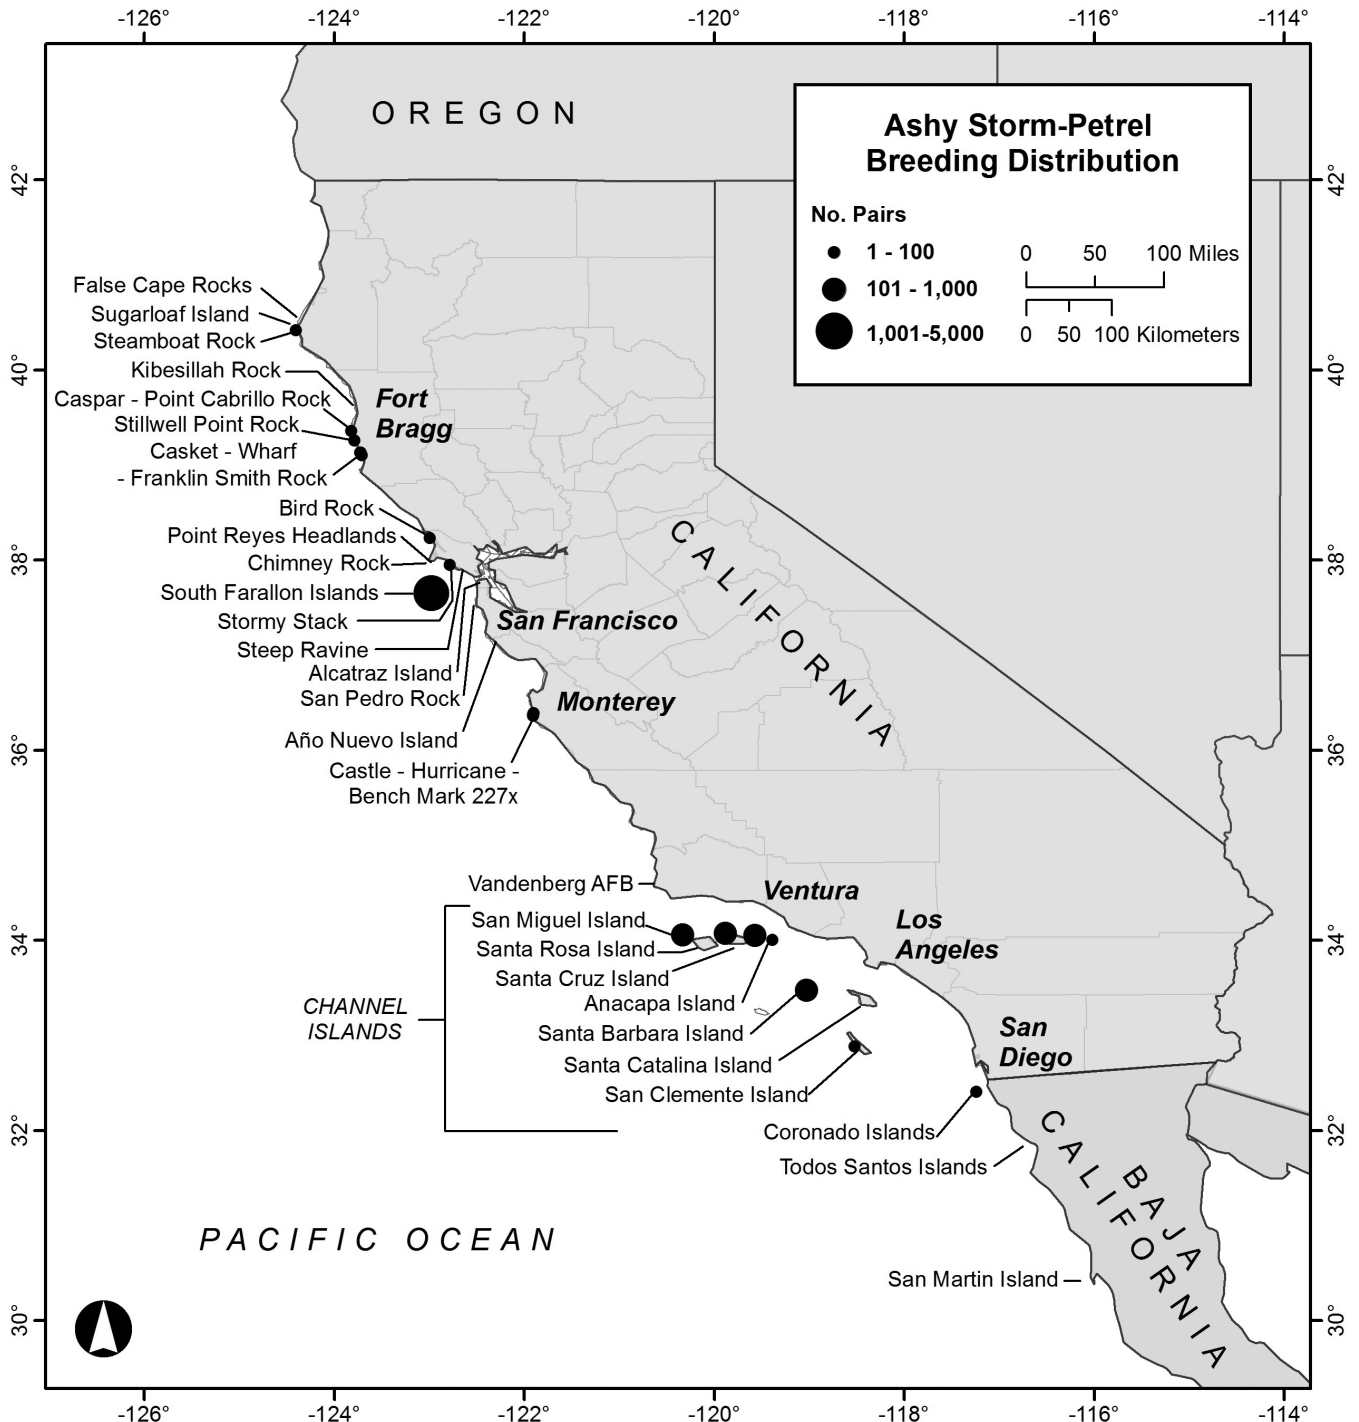 -126°
-124°
-122°
-120°
-118°
-116°
-114°
OREGON
Ashy Storm-Petrel
Breeding Distribution
No. Pairs
1 - 100
101 - 1,000
1,001-5,000
0 50 100 Miles
0 50 100 Kilometers
42°
42°
False Cape Rocks
Sugarloaf Island
Steamboat Rock
40°
40°
Kibesillah Rock
Caspar - Point Cabrillo Rock
Stillwell Point Rock
Casket - Wharf
- Franklin Smith Rock
Fort
Bragg
Bird Rock
Point Reyes Headlands
Chimney Rock
38°
38°
South Farallon Islands
Stormy Stack
Steep Ravine
Alcatraz Island
San Pedro Rock
Año Nuevo Island
San Francisco
CALIFORNIA
Monterey
36°
36°
Castle - Hurricane -
Bench Mark 227x
Vandenberg AFB
Ventura
Los
Angeles
San Miguel Island
34°
34°
Santa Rosa Island
Santa Cruz Island
Anacapa Island
CHANNEL
ISLANDS
Santa Barbara Island
Santa Catalina Island
San Clemente Island
San
Diego
Coronado Islands
32°
32°
Todos Santos Islands
BAJA
CALIFORNIA
PACIFIC OCEAN
San Martin Island
30°
30°
-126°
-124°
-122°
-120°
-118°
-116°
-114°